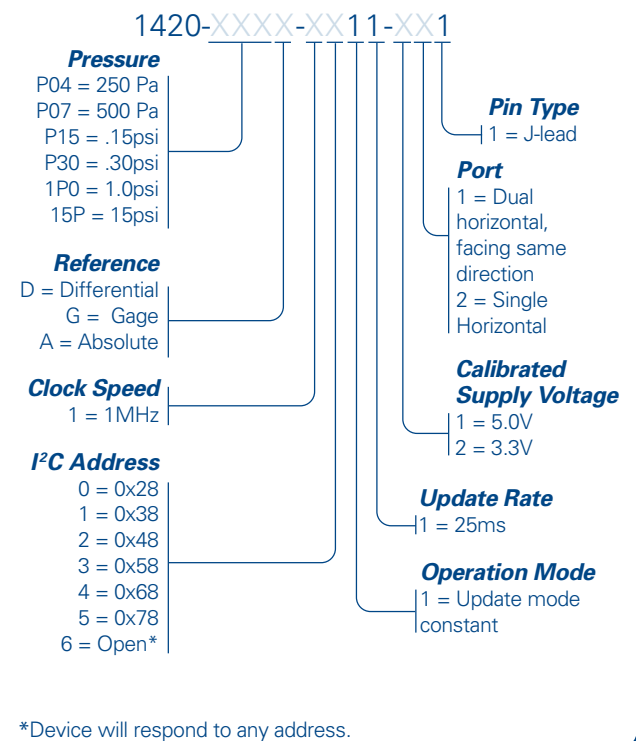 1420-XXXX-XX11-XX1
Pressure
P04 = 250 Pa
P07 = 500 Pa
P15 = .15psi
P30 = .30psi
1P0 = 1.0psi
15P = 15psi
Reference
D = Differential
G = Gage
A = Absolute
Clock Speed
1 = 1MHz
I²C Address
0 = 0x28
1 = 0x38
2 = 0x48
3 = 0x58
4 = 0x68
5 = 0x78
6 = Open*
Pin Type
1 = J-lead
Port
1 = Dual
horizontal,
facing same
direction
2 = Single
Horizontal
Calibrated
Supply Voltage
1 = 5.0V
2 = 3.3V
Update Rate
1 = 25ms
Operation Mode
1 = Update mode
constant
*Device will respond to any address.